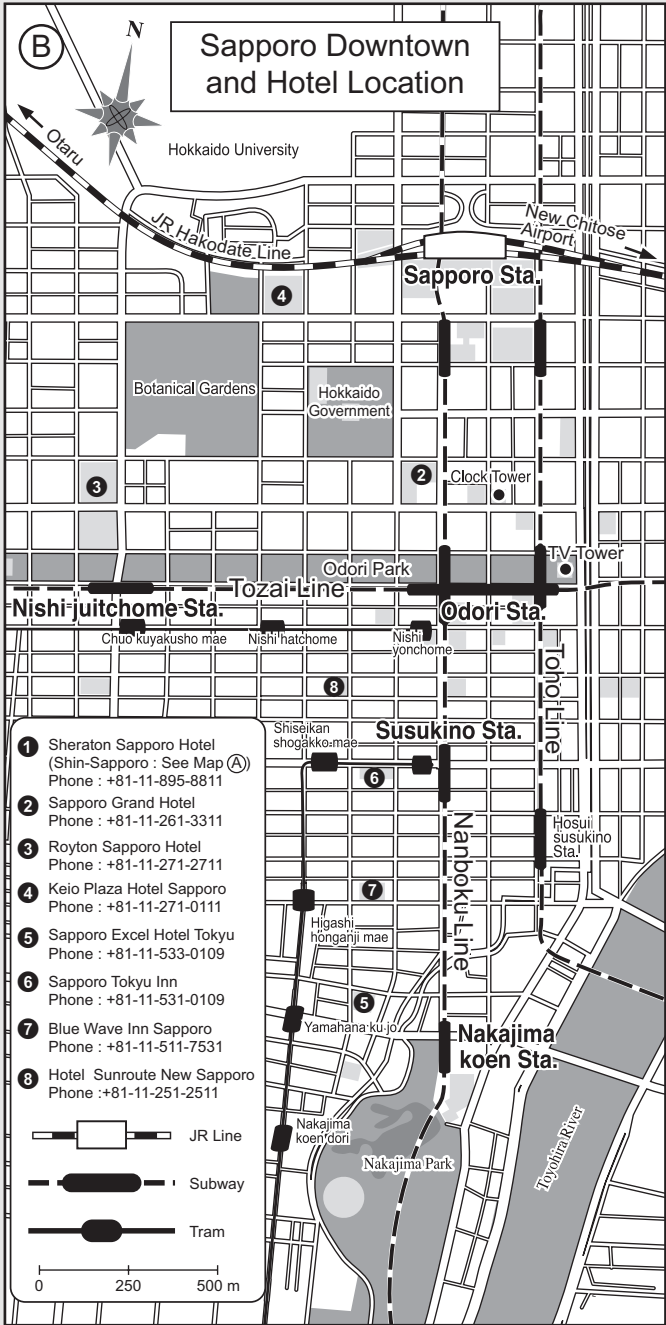 B
Sapporo Downtown
and Hotel Location
N
Otaru
Hokkaido University
JR Hakodate Line
New Chitose
Airport
Sapporo Sta.
4
Botanical Gardens
Hokkaido
Government
3
2
Clock Tower
Odori Park
TV Tower
Tozai Line
Nishi juitchome Sta.
Odori Sta.
Chuo kuyakusho mae
Nishi hatchome
Nishi
yonchome
Toho Line
8
Shiseikan
shogakko mae
Susukino Sta.
6
Nanboku Line
Hosui
susukino
Sta.
7
Higashi
honganji mae
5
Yamahana ku jo
Nakajima
koen Sta.
Nakajima
koen dori
Nakajima Park
Toyohira River
1 Sheraton Sapporo Hotel
(Shin-Sapporo : See Map A)
Phone : +81-11-895-8811
2 Sapporo Grand Hotel
Phone : +81-11-261-3311
3 Royton Sapporo Hotel
Phone : +81-11-271-2711
4 Keio Plaza Hotel Sapporo
Phone : +81-11-271-0111
5 Sapporo Excel Hotel Tokyu
Phone : +81-11-533-0109
6 Sapporo Tokyu Inn
Phone : +81-11-531-0109
7 Blue Wave Inn Sapporo
Phone : +81-11-511-7531
8 Hotel Sunroute New Sapporo
Phone :+81-11-251-2511
JR Line
Subway
Tram
0 250 500 m